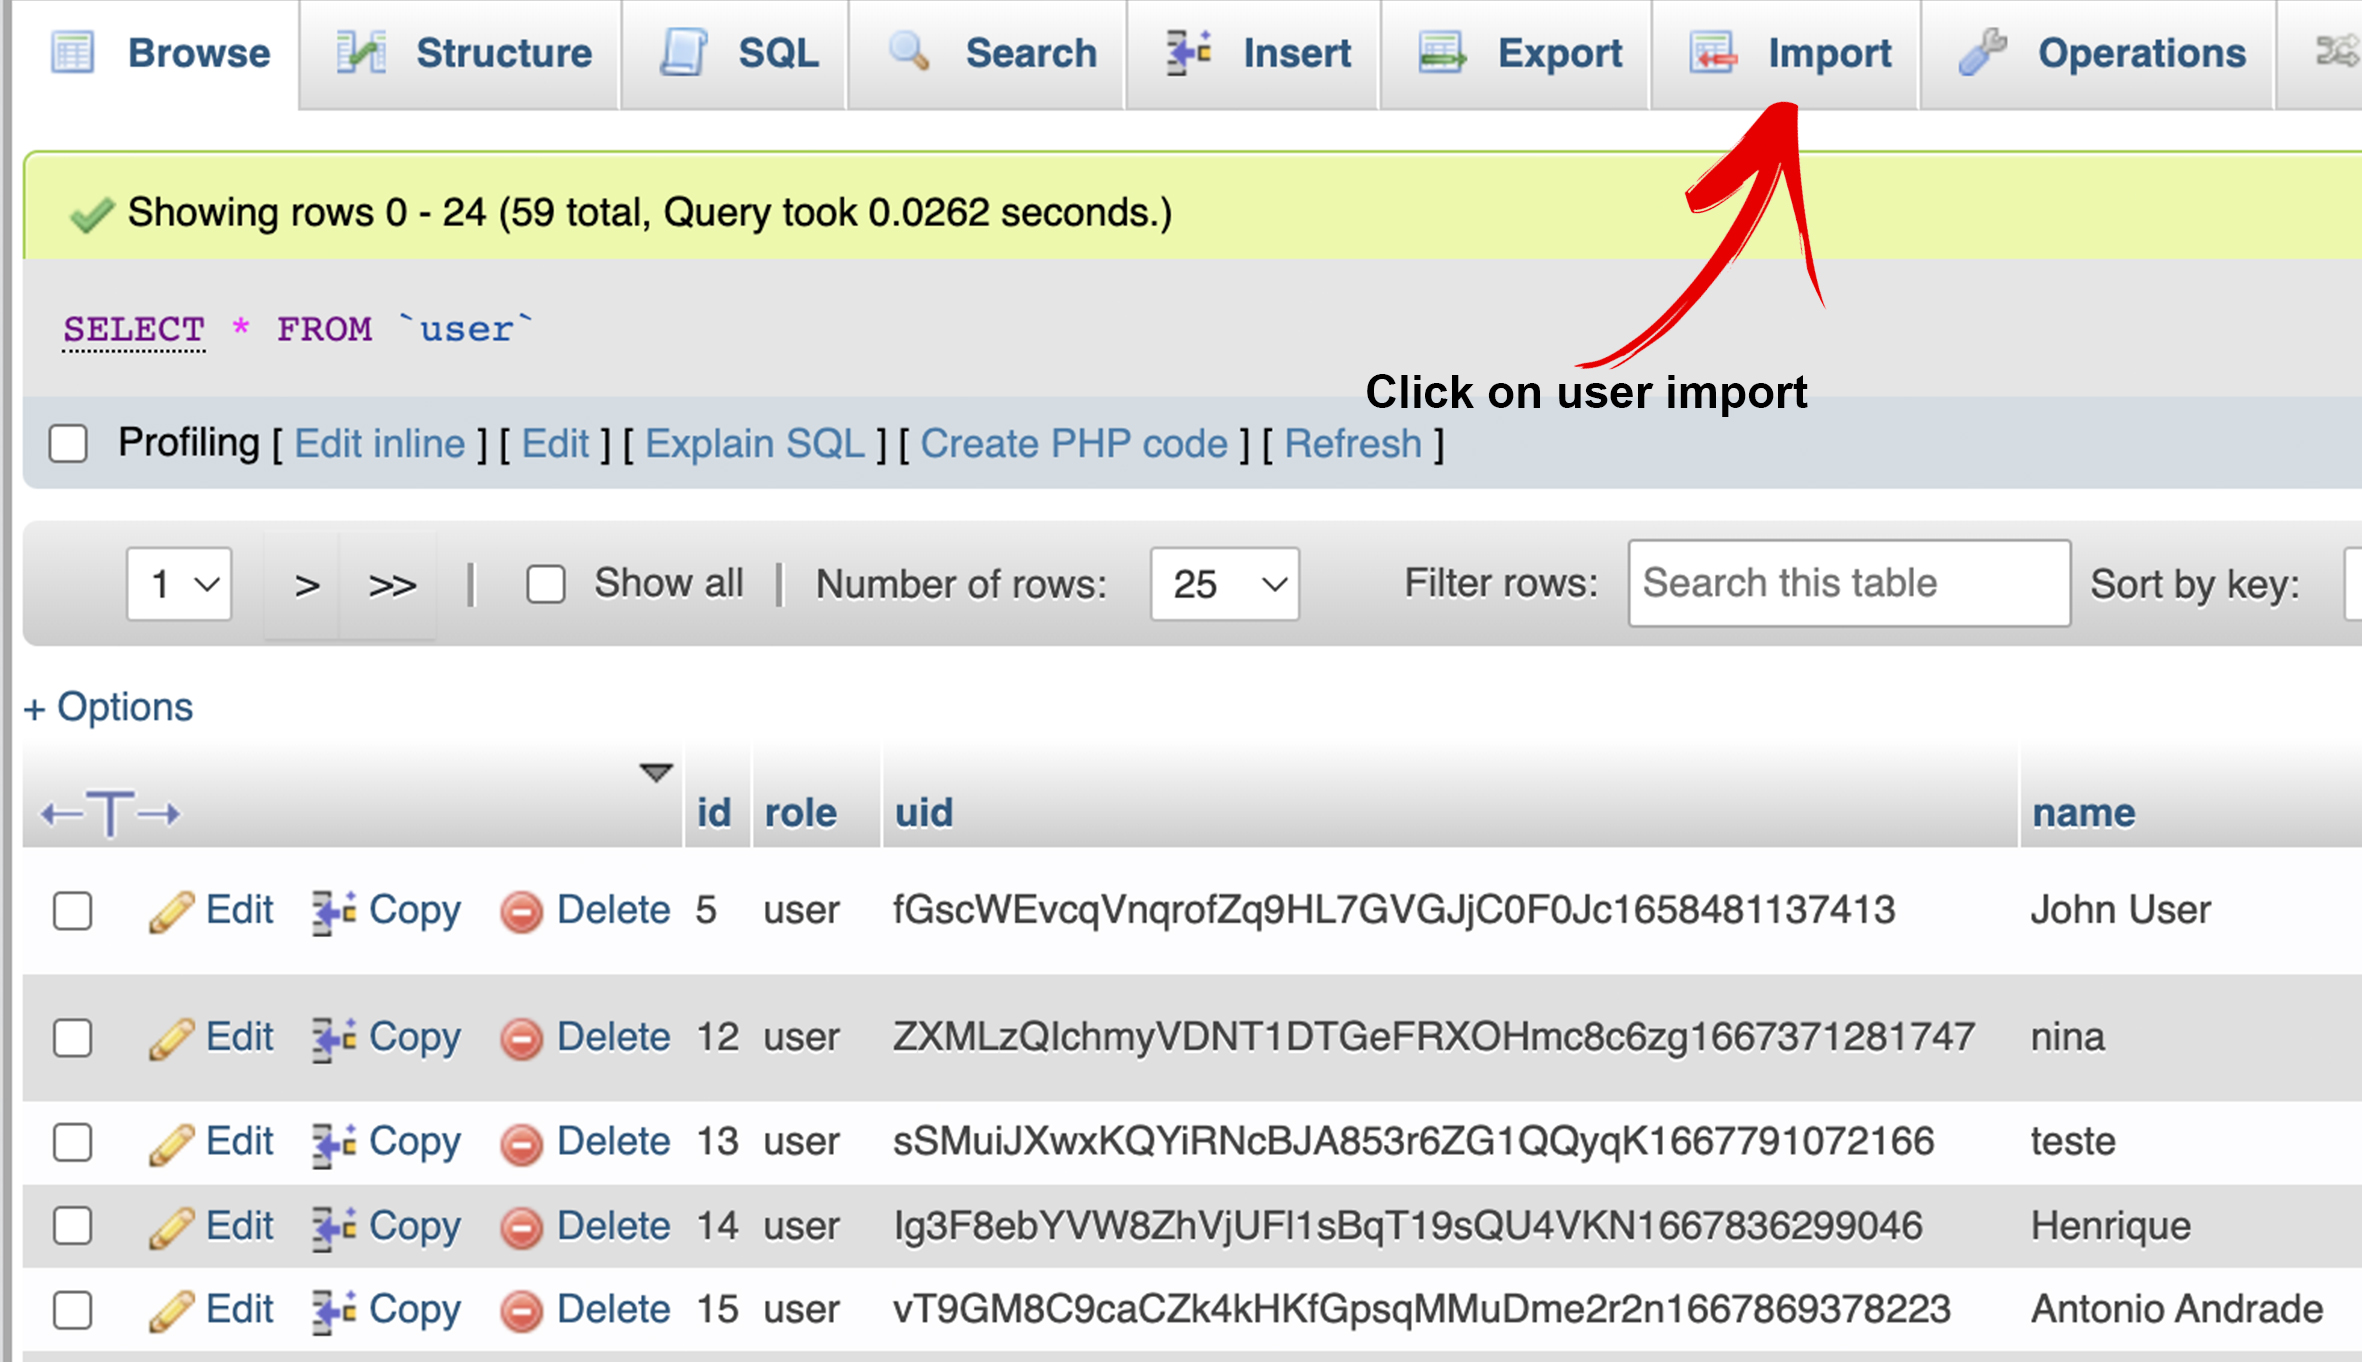 Browse Structure SQL Search Insert Export Import Operations
Showing rows 0 - 24 (59 total, Query took 0.0262 seconds.)
SELECT * FROM `user`
Click on user import
Profiling [ Edit inline ] [ Edit ] [ Explain SQL ] [ Create PHP code ] [ Refresh ]
1 > >> | Show all | Number of rows: 25 Filter rows: Search this table Sort by key:
+ Options
←T→ id role uid name
Edit Copy Delete 5 user fGscWEvcqVnqrofZq9HL7GVGJjC0F0Jc1658481137413 John User
Edit Copy Delete 12 user ZXMLzQIchmyVDNT1DTGeFRXOHmc8c6zg1667371281747 nina
Edit Copy Delete 13 user sSMuiJXwxKQYiRNcBJA853r6ZG1QQyqK1667791072166 teste
Edit Copy Delete 14 user Ig3F8ebYVW8ZhVjUFl1sBqT19sQU4VKN1667836299046 Henrique
Edit Copy Delete 15 user vT9GM8C9caCZk4kHKfGpsqMMuDme2r2n1667869378223 Antonio Andrade